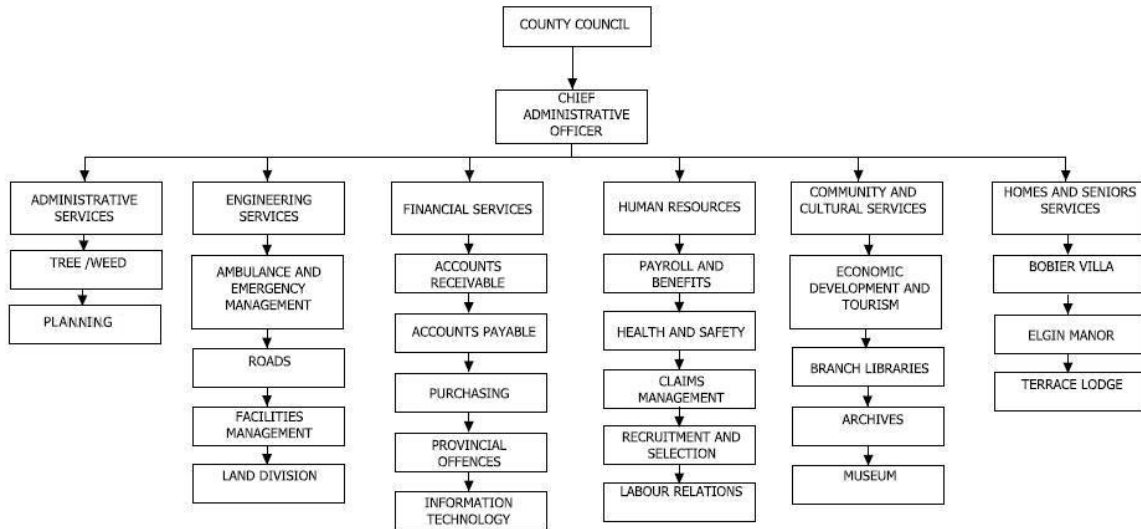 COUNTY COUNCIL
CHIEF
ADMINISTRATIVE
OFFICER
ADMINISTRATIVE
SERVICES
TREE /WEED
PLANNING
ENGINEERING
SERVICES
AMBULANCE AND
EMERGENCY
MANAGEMENT
ROADS
FACILITIES
MANAGEMENT
LAND DIVISION
FINANCIAL SERVICES
ACCOUNTS
RECEIVABLE
ACCOUNTS PAYABLE
PURCHASING
PROVINCIAL
OFFENCES
INFORMATION
TECHNOLOGY
HUMAN RESOURCES
PAYROLL AND
BENEFITS
HEALTH AND SAFETY
CLAIMS
MANAGEMENT
RECRUITMENT AND
SELECTION
LABOUR RELATIONS
COMMUNITY AND
CULTURAL SERVICES
ECONOMIC
DEVELOPMENT AND
TOURISM
BRANCH LIBRARIES
ARCHIVES
MUSEUM
HOMES AND SENIORS
SERVICES
BOBIER VILLA
ELGIN MANOR
TERRACE LODGE